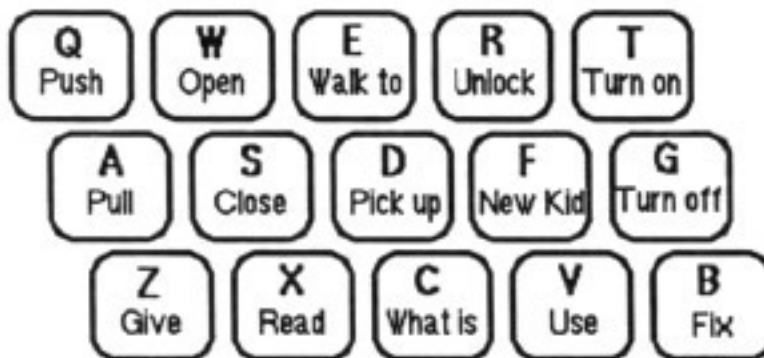 Q W E R T
Push Open Walk to Unlock Turn on
A S D F G
Pull Close Pick up New Kid Turn off
Z X C V B
Give Read What is Use Fix